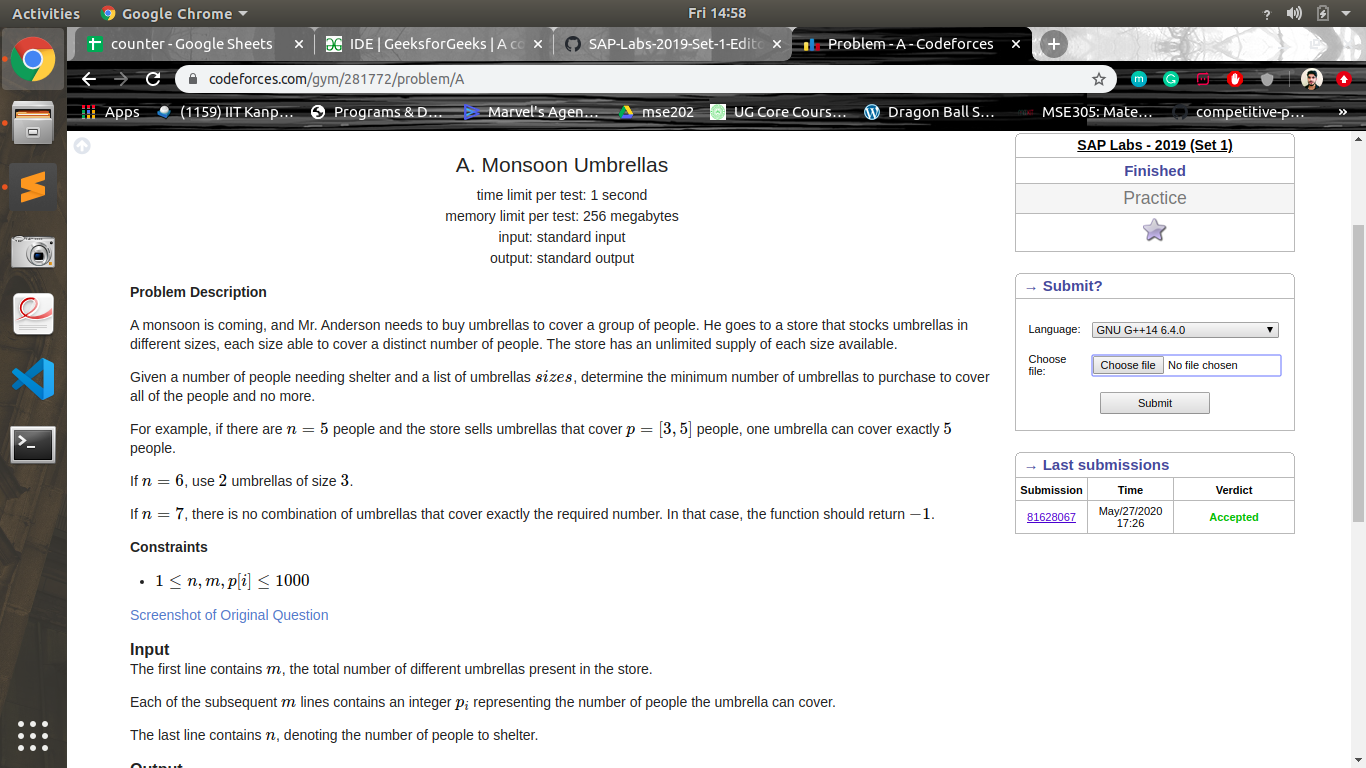 Activities Google Chrome Fri 14:58
counter - Google Sheets IDE | GeeksforGeeks | A co SAP-Labs-2019-Set-1-Edito Problem - A - Codeforces
codeforces.com/gym/281772/problem/A
Apps (1159) IIT Kanp… Programs & D… Marvel's Agen… mse202 UG Core Cours… Dragon Ball S… MSE305: Mate… competitive-p… »
A. Monsoon Umbrellas
time limit per test: 1 second
memory limit per test: 256 megabytes
input: standard input
output: standard output
Problem Description
A monsoon is coming, and Mr. Anderson needs to buy umbrellas to cover a group of people. He goes to a store that stocks umbrellas in
different sizes, each size able to cover a distinct number of people. The store has an unlimited supply of each size available.
Given a number of people needing shelter and a list of umbrellas sizes, determine the minimum number of umbrellas to purchase to cover
all of the people and no more.
For example, if there are n = 5 people and the store sells umbrellas that cover p = [3, 5] people, one umbrella can cover exactly 5
people.
If n = 6, use 2 umbrellas of size 3.
If n = 7, there is no combination of umbrellas that cover exactly the required number. In that case, the function should return −1.
Constraints
• 1 ≤ n, m, p[i] ≤ 1000
Screenshot of Original Question
Input
The first line contains m, the total number of different umbrellas present in the store.
Each of the subsequent m lines contains an integer pᵢ representing the number of people the umbrella can cover.
The last line contains n, denoting the number of people to shelter.
Output
SAP Labs - 2019 (Set 1)
Finished
Practice
→ Submit?
Language: GNU G++14 6.4.0
Choose
file: Choose file No file chosen
Submit
→ Last submissions
Submission Time Verdict
81628067 May/27/2020
17:26 Accepted